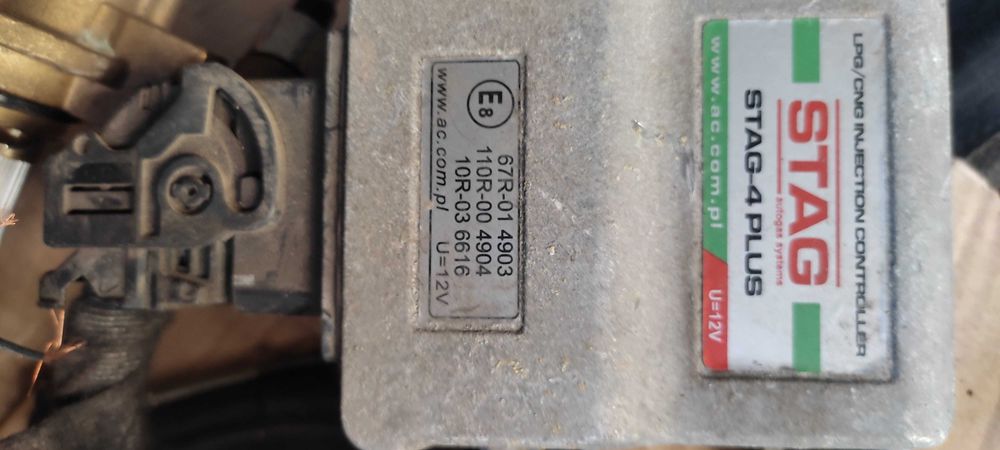 E8
67R-01 4903
110R-00 4904
10R-03 6616
www.ac.com.pl U=12V
LPG/CNG INJECTION CONTROLLER
STAG
autogas systems
STAG-4 PLUS
www.ac.com.pl U=12V